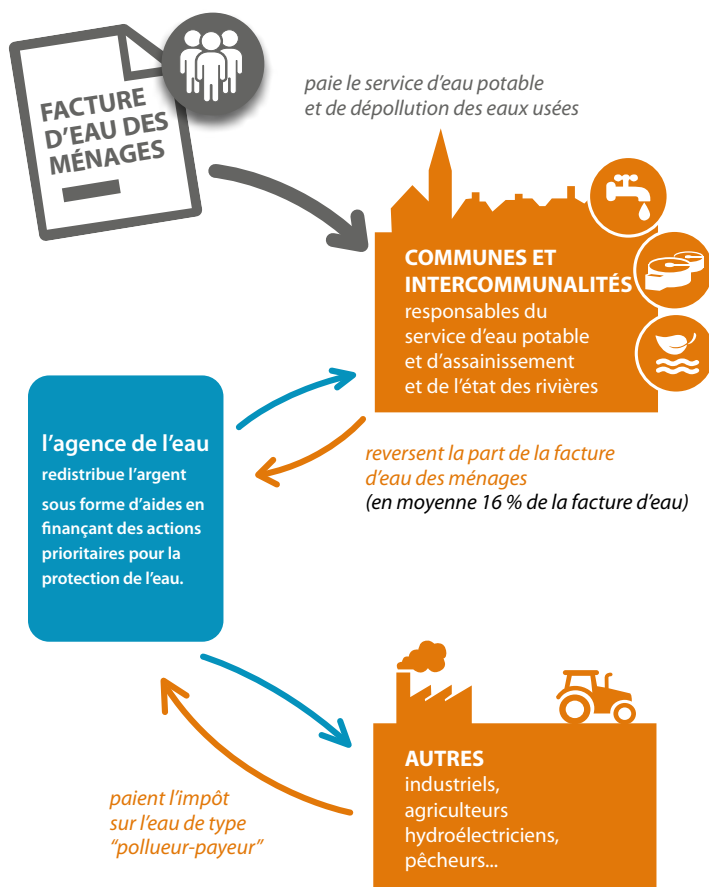 FACTURE
D'EAU DES
MÉNAGES
paie le service d'eau potable
et de dépollution des eaux usées
COMMUNES ET
INTERCOMMUNALITÉS
responsables du
service d'eau potable
et d'assainissement
et de l'état des rivières
l'agence de l'eau
redistribue l'argent
sous forme d'aides en
finançant des actions
prioritaires pour la
protection de l'eau.
reversent la part de la facture
d'eau des ménages
(en moyenne 16 % de la facture d'eau)
AUTRES
industriels,
agriculteurs
hydroélectriciens,
pêcheurs...
paient l'impôt
sur l'eau de type
“pollueur-payeur”